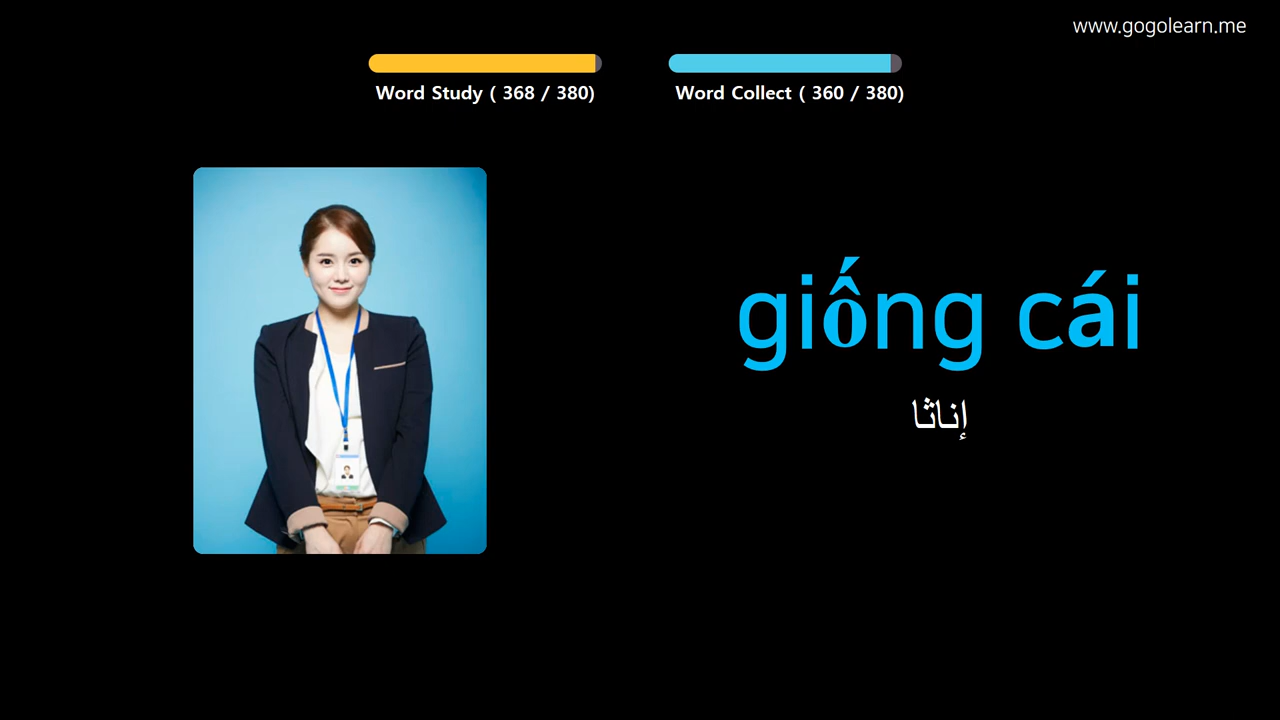 www.gogolearn.me
Word Study ( 368 / 380)
Word Collect ( 360 / 380)
giống cái
إناثا